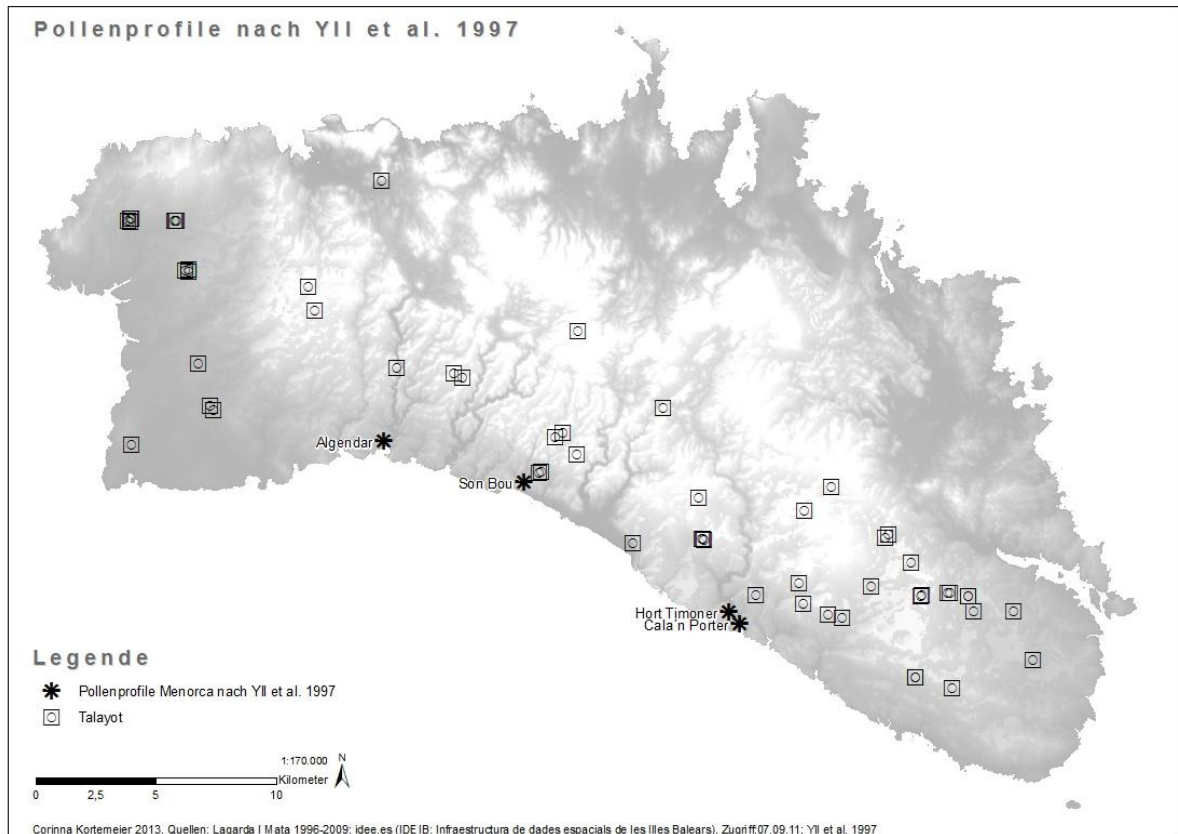 Pollenprofile nach Yll et al. 1997
Algendar
Son Bou
Hort Timoner
Cala'n Porter
Legende
Pollenprofile Menorca nach Yll et al. 1997
Talayot
1:170.000
N
Kilometer
0 2,5 5 10
Corinna Kortemeier 2013. Quellen: Lagarda I Mata 1996-2009; idee.es (IDEIB: Infraestructura de dades espacials de les Illes Balears), Zugriff:07.09.11; Yll et al. 1997